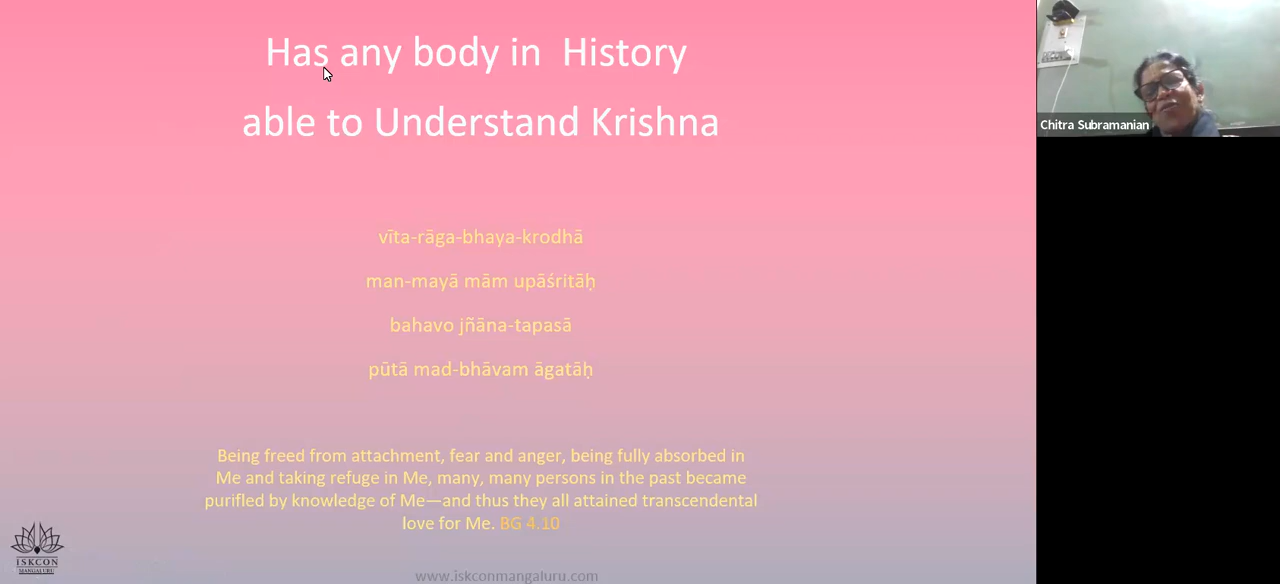 Has any body in History
able to Understand Krishna
vīta-rāga-bhaya-krodhā
man-mayā mām upāśritāḥ
bahavo jñāna-tapasā
pūtā mad-bhāvam āgatāḥ
Being freed from attachment, fear and anger, being fully absorbed in
Me and taking refuge in Me, many, many persons in the past became
purified by knowledge of Me—and thus they all attained transcendental
love for Me. BG 4.10
ISKCON
MANGALURU
www.iskconmangaluru.com
Chitra Subramanian